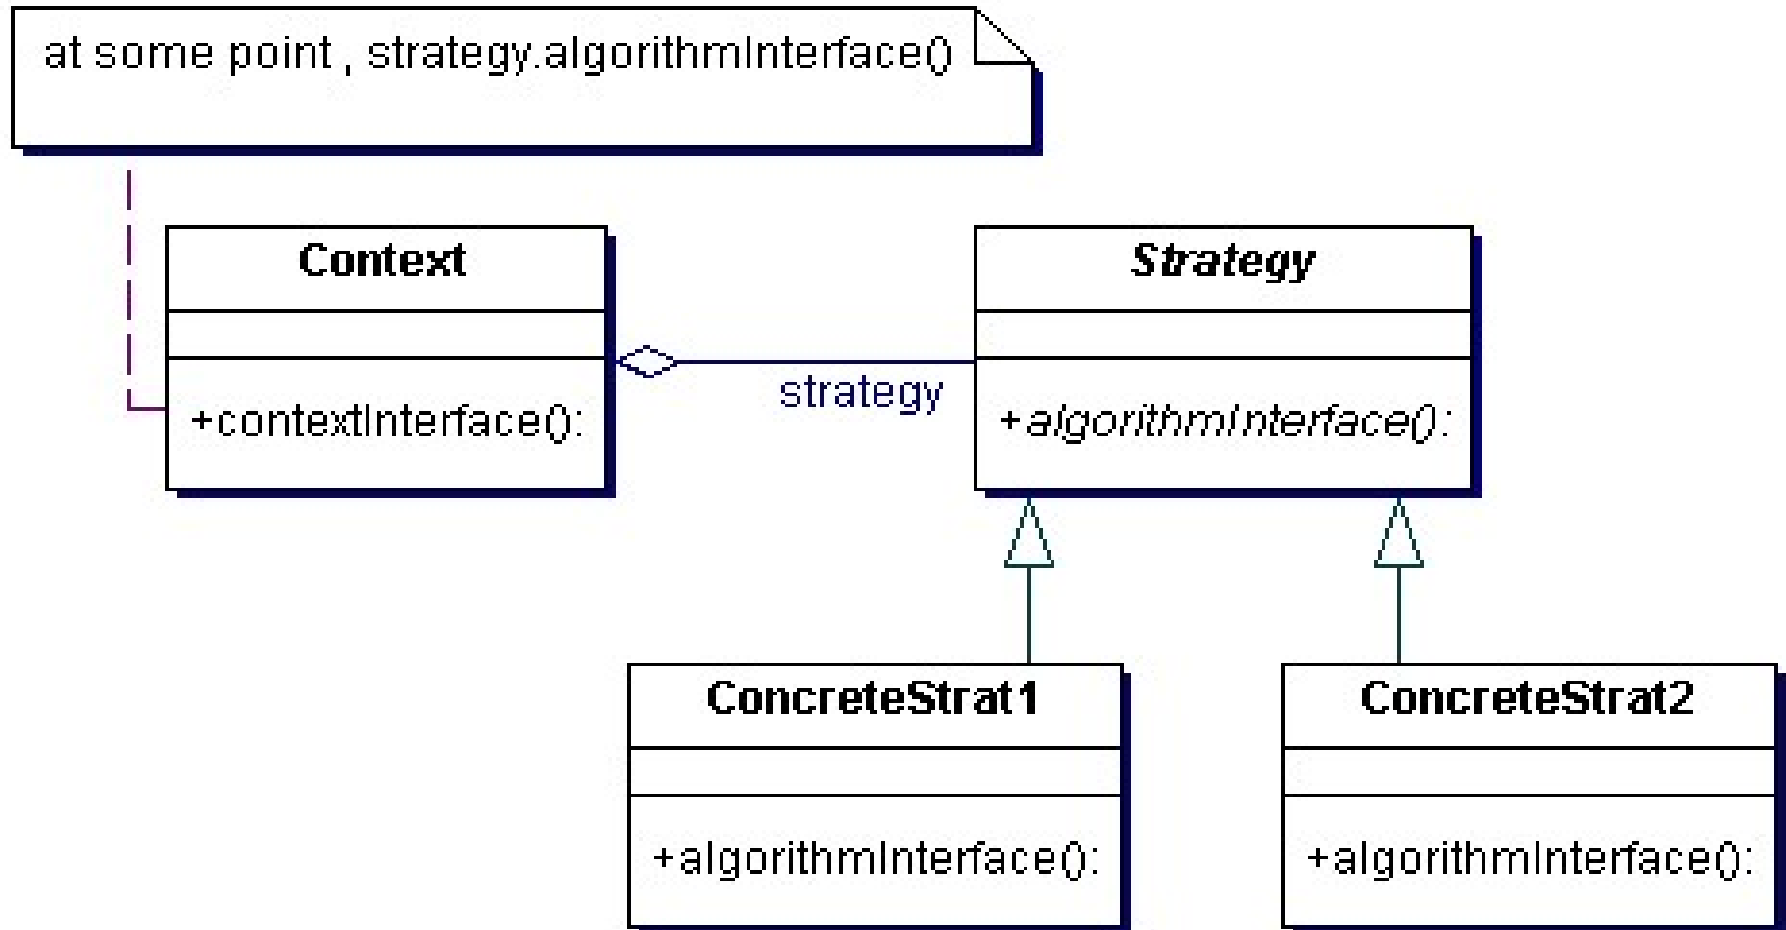 at some point , strategy.algorithmInterface()
Context
Strategy
strategy
+contextInterface():
+algorithmInterface():
ConcreteStrat1
ConcreteStrat2
+algorithmInterface():
+algorithmInterface():